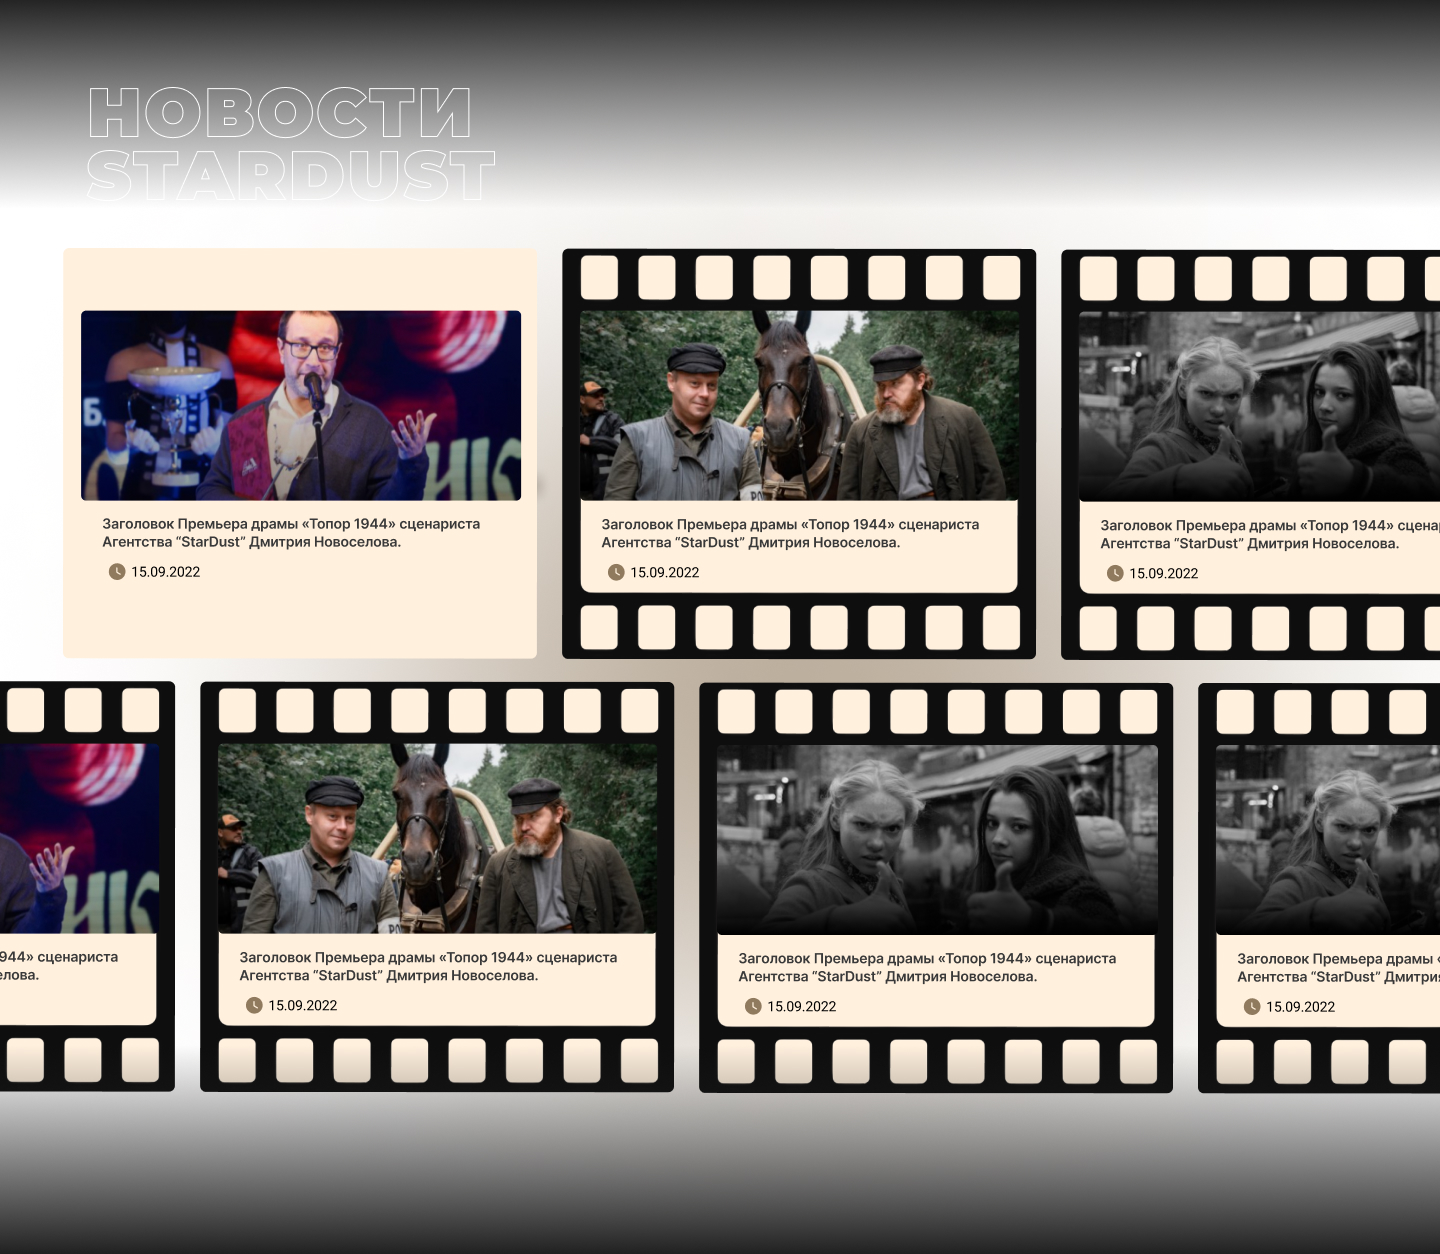 НОВОСТИ
STARDUST
Заголовок Премьера драмы «Топор 1944» сценариста
Агентства “StarDust” Дмитрия Новоселова.
15.09.2022
Заголовок Премьера драмы «Топор 1944» сценариста
Агентства “StarDust” Дмитрия Новоселова.
15.09.2022
Заголовок Премьера драмы «Топор 1944»
Агентства “StarDust” Дмитрия Новоселова.
15.09.2022
944» сценариста
Заголовок Премьера драмы «Топор 1944» сценариста
Агентства “StarDust” Дмитрия Новоселова.
15.09.2022
Заголовок Премьера драмы «Топор 1944» сценариста
Агентства “StarDust” Дмитрия Новоселова.
15.09.2022
Заголовок Премьера драмы
Агентства “StarDust”
15.09.2022